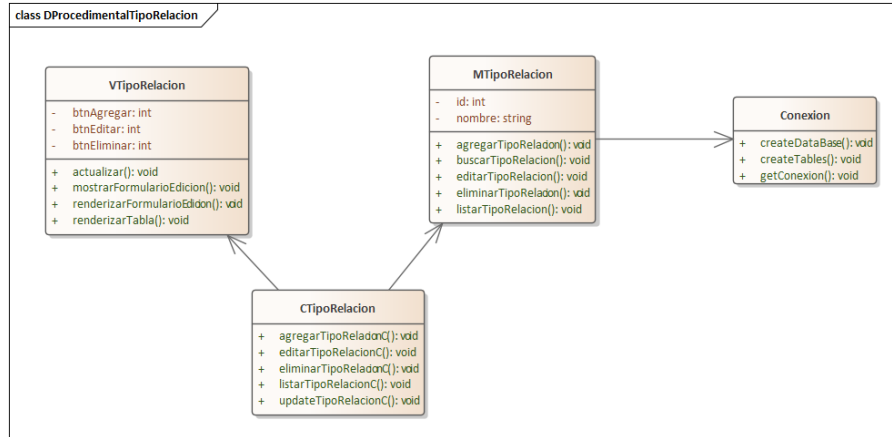 class DProcedimentalTipoRelacion
VTipoRelacion
- btnAgregar: int
- btnEditar: int
- btnEliminar: int
+ actualizar(): void
+ mostrarFormularioEdicion(): void
+ renderizarFormularioEdicion(): void
+ renderizarTabla(): void
MTipoRelacion
- id: int
- nombre: string
+ agregarTipoRelacion(): void
+ buscarTipoRelacion(): void
+ editarTipoRelacion(): void
+ eliminarTipoRelacion(): void
+ listarTipoRelacion(): void
Conexion
+ createDataBase(): void
+ createTables(): void
+ getConexion(): void
CTipoRelacion
+ agregarTipoRelacionC(): void
+ editarTipoRelacionC(): void
+ eliminarTipoRelacionC(): void
+ listarTipoRelacionC(): void
+ updateTipoRelacionC(): void